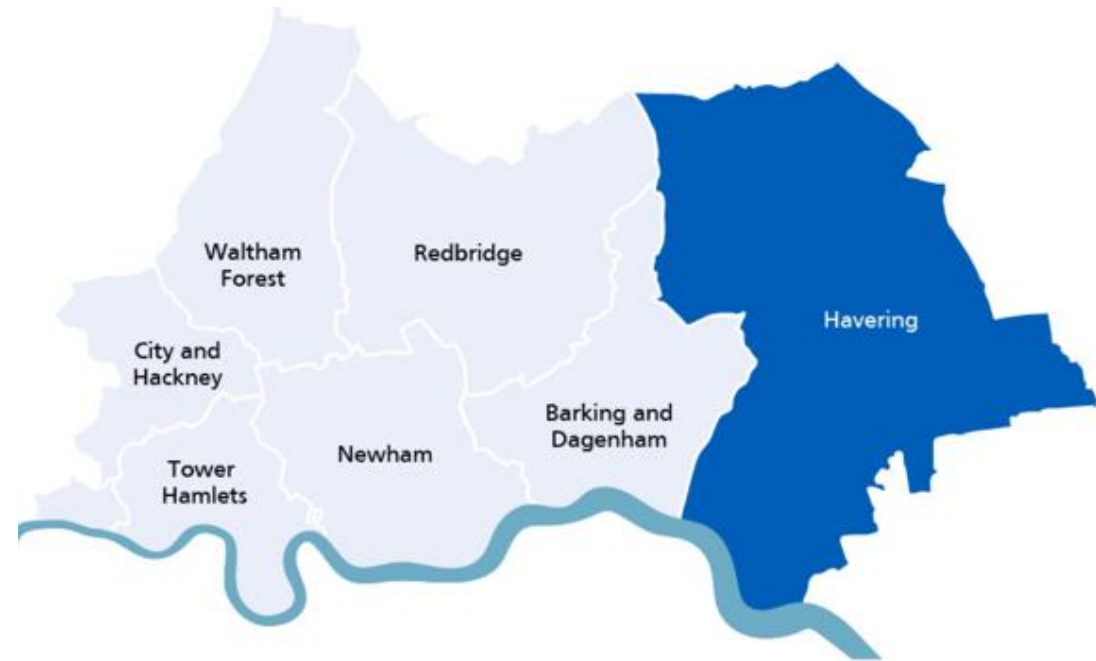 Waltham
Forest
Redbridge
Havering
City and
Hackney
Barking and
Dagenham
Newham
Tower
Hamlets